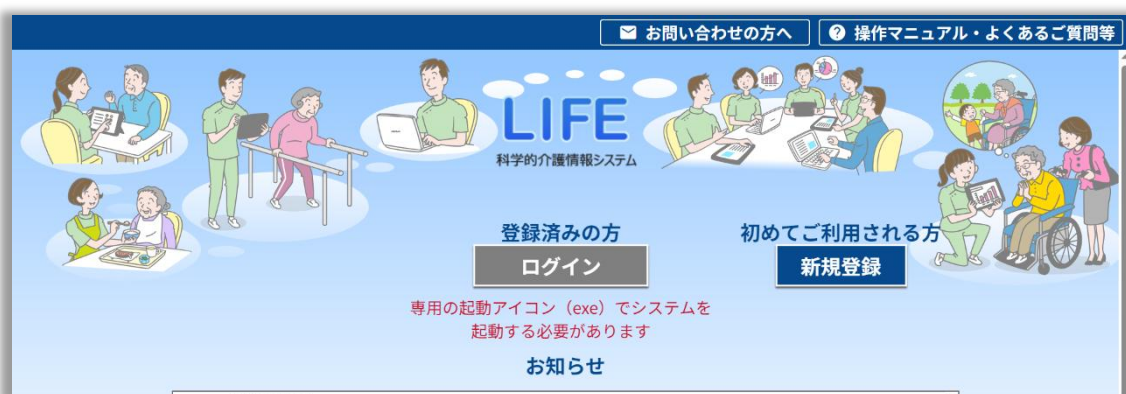 お問い合わせの方へ
操作マニュアル・よくあるご質問等
LIFE
科学的介護情報システム
登録済みの方
初めてご利用される方
ログイン
新規登録
専用の起動アイコン（exe）でシステムを
起動する必要があります
お知らせ